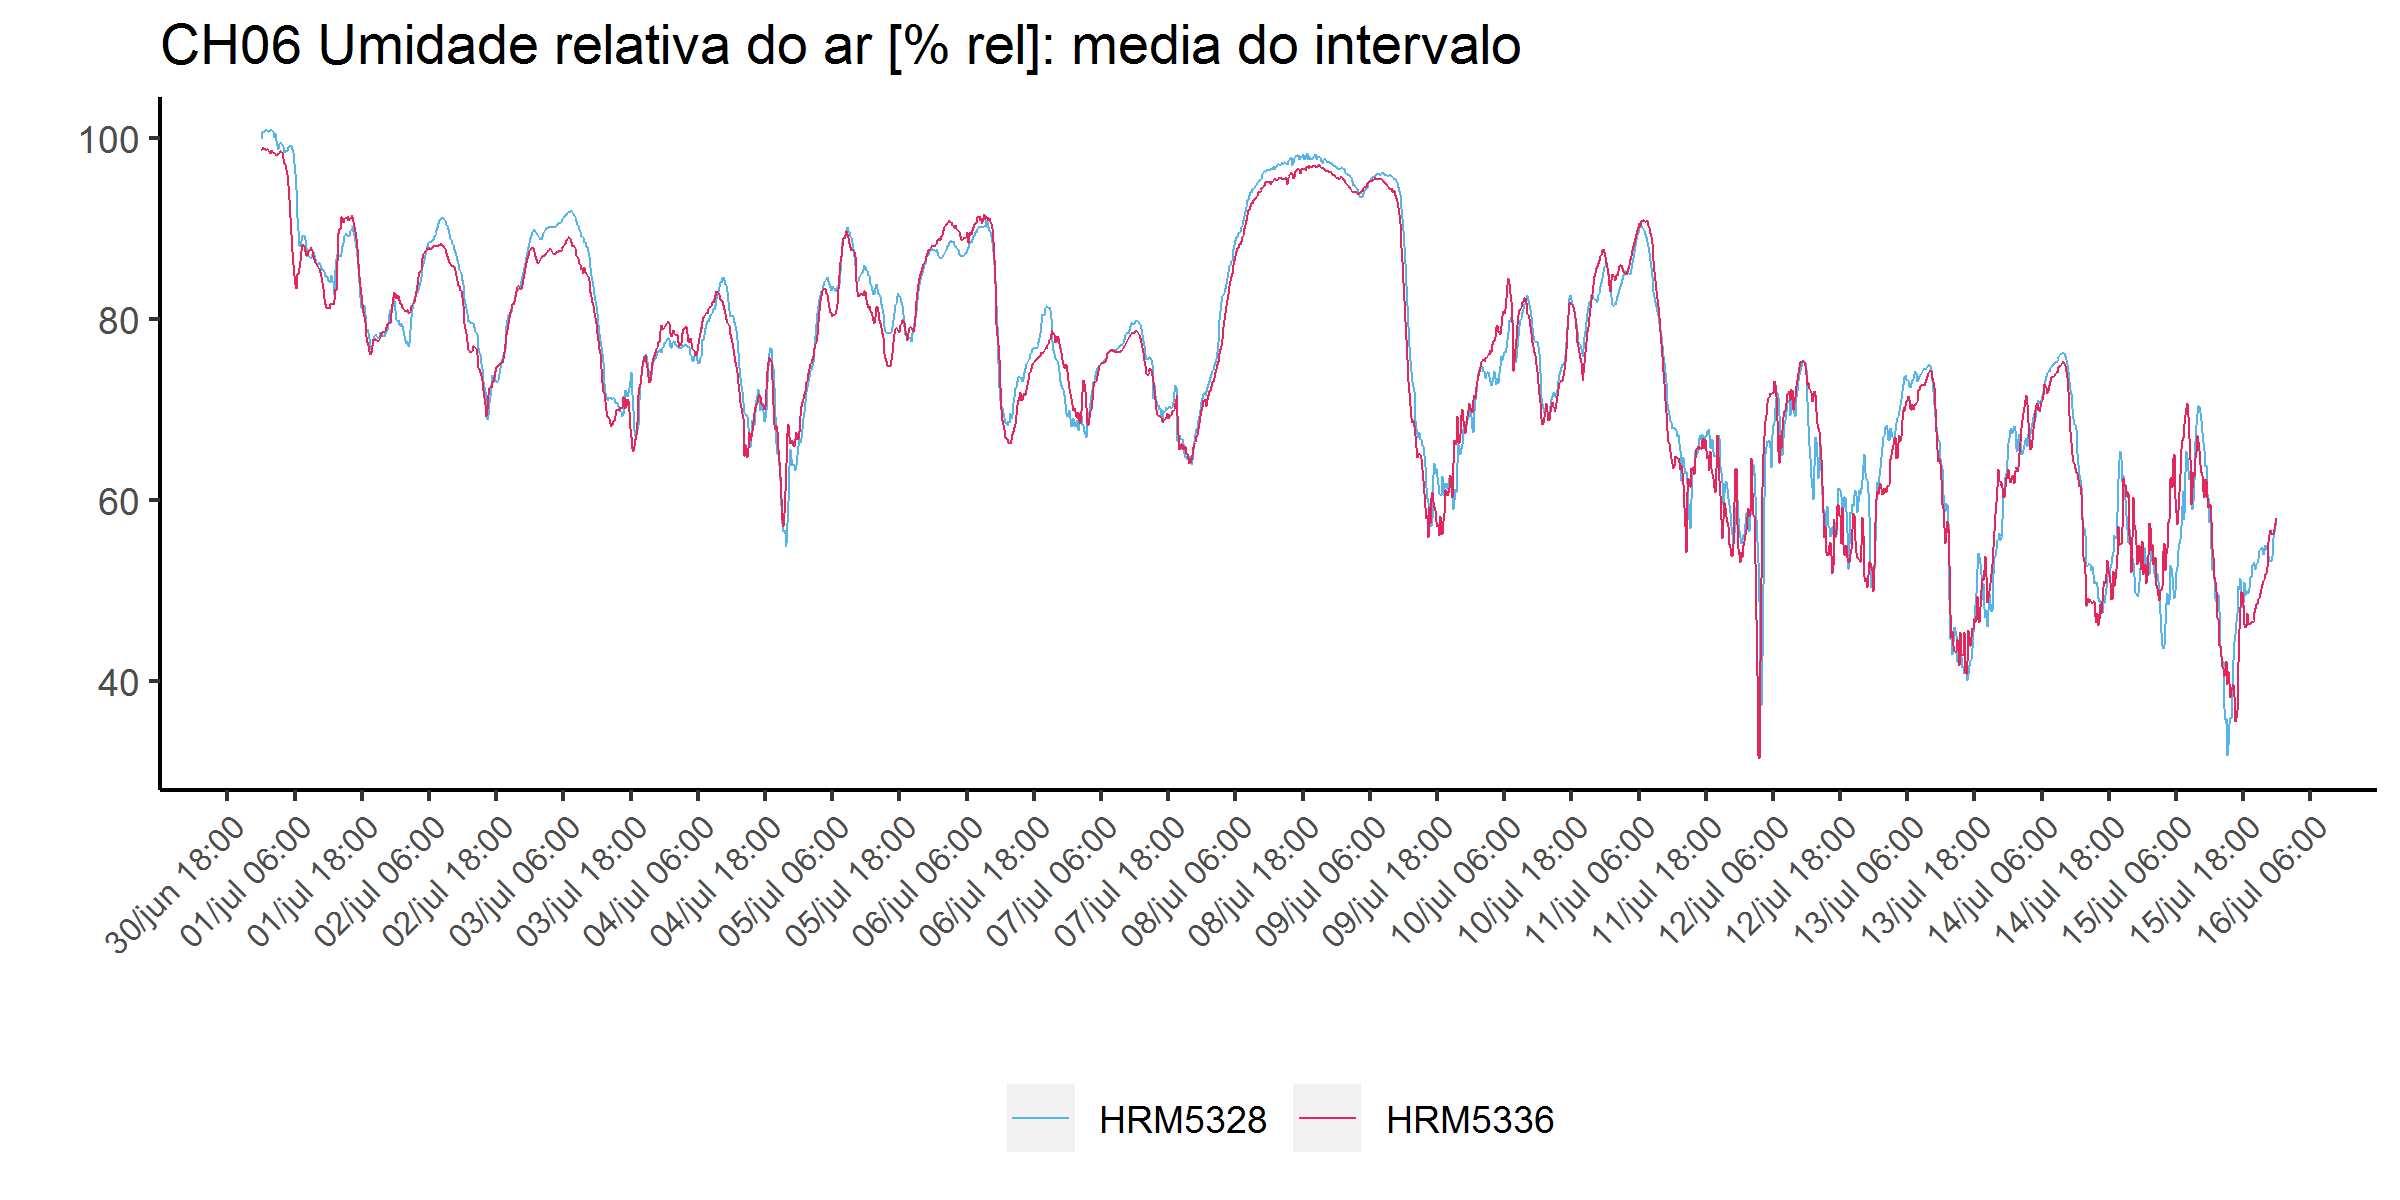 CH06 Umidade relativa do ar [% rel]: media do intervalo
100
80
60
40
30/jun 18:00
01/jul 06:00
01/jul 18:00
02/jul 06:00
02/jul 18:00
03/jul 06:00
03/jul 18:00
04/jul 06:00
04/jul 18:00
05/jul 06:00
05/jul 18:00
06/jul 06:00
06/jul 18:00
07/jul 06:00
07/jul 18:00
08/jul 06:00
08/jul 18:00
09/jul 06:00
09/jul 18:00
10/jul 06:00
10/jul 18:00
11/jul 06:00
11/jul 18:00
12/jul 06:00
12/jul 18:00
13/jul 06:00
13/jul 18:00
14/jul 06:00
14/jul 18:00
15/jul 06:00
15/jul 18:00
16/jul 06:00
HRM5328
HRM5336